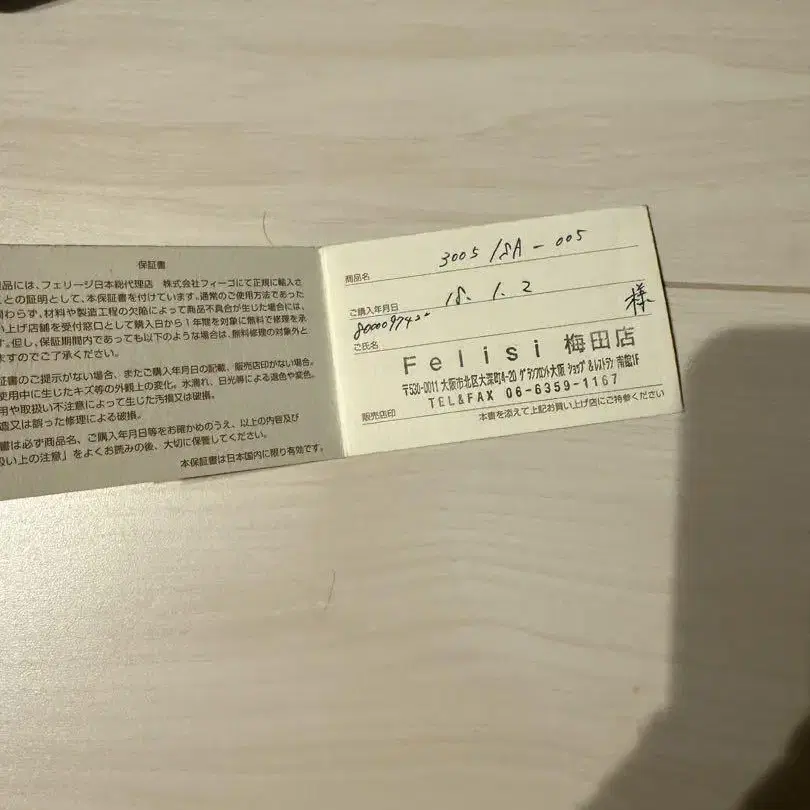 保証書
品には、フェリージ日本総代理店 株式会社フィーゴにて正規に輸入さ
ことの証明として、本保証書を付けています。通常のご使用方法であった
関わらず、材料や製造工程の欠陥によって商品不具合が生じた場合には、
い上げ店舗を受付窓口として購入日から1年間を対象に無料で修理を承
す。但し、保証期間内であっても以下のような場合は、無料修理の対象外と
ますのでご了承ください。
証書のご提示がない場合、またご購入年月日の記載、販売店印がない場合。
使用中に生じたキズ等の外観上の変化。水濡れ、日光等による退色や変色。
用や取扱い不注意によって生じた汚損又は破損。
造又は誤った修理による破損。
書は必ず商品名、ご購入年月日等をお確かめのうえ、以上の内容及び
扱い上の注意」をよくお読みの後、大切に保管してください。
本保証書は日本国内に限り有効です。
商品名 3005/SA-005
ご購入年月日 18.1.2
ご氏名 様
Felisi 梅田店
〒530-0011 大阪市北区大深町4-20 グランフロント大阪 ショップ&レストラン 南館1F
TEL&FAX 06-6359-1167
販売店印
本書を添えて上記お買い上げ店にご持参ください